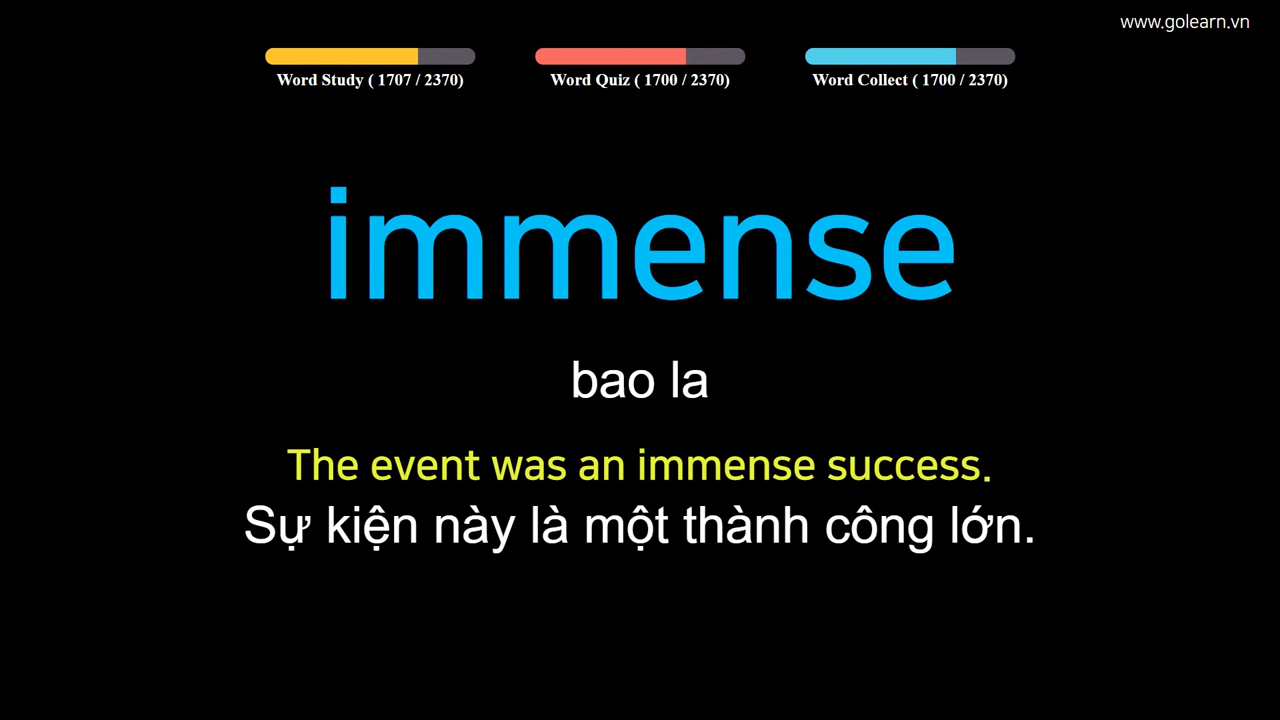 www.golearn.vn
Word Study ( 1707 / 2370) Word Quiz ( 1700 / 2370) Word Collect ( 1700 / 2370)
immense
bao la
The event was an immense success.
Sự kiện này là một thành công lớn.